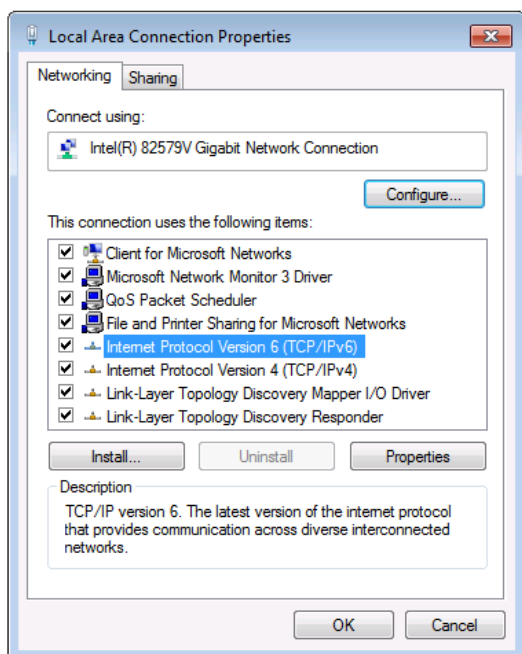 Local Area Connection Properties
Networking
Sharing
Connect using:
Intel(R) 82579V Gigabit Network Connection
Configure...
This connection uses the following items:
Client for Microsoft Networks
Microsoft Network Monitor 3 Driver
QoS Packet Scheduler
File and Printer Sharing for Microsoft Networks
Internet Protocol Version 6 (TCP/IPv6)
Internet Protocol Version 4 (TCP/IPv4)
Link-Layer Topology Discovery Mapper I/O Driver
Link-Layer Topology Discovery Responder
Install...
Uninstall
Properties
Description
TCP/IP version 6. The latest version of the internet protocol
that provides communication across diverse interconnected
networks.
OK
Cancel